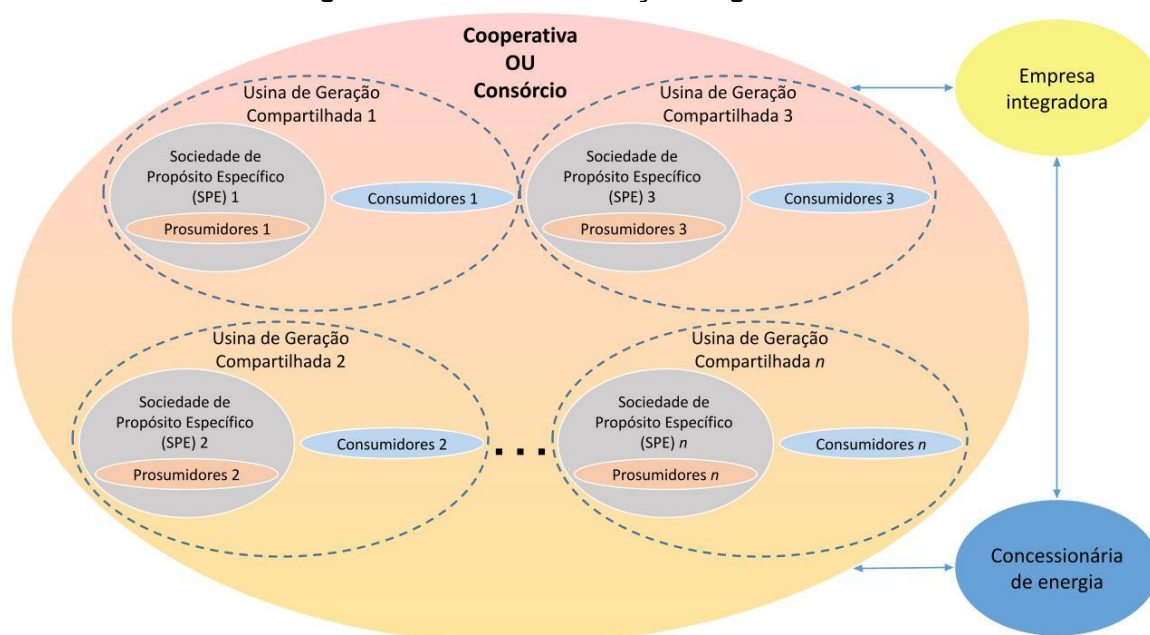 Cooperativa
OU
Consórcio
Usina de Geração
Compartilhada 1
Sociedade de
Propósito Específico
(SPE) 1
Prosumidores 1
Consumidores 1
Usina de Geração
Compartilhada 3
Sociedade de
Propósito Específico
(SPE) 3
Prosumidores 3
Consumidores 3
Usina de Geração
Compartilhada 2
Sociedade de
Propósito Específico
(SPE) 2
Prosumidores 2
Consumidores 2
. . .
Usina de Geração
Compartilhada n
Sociedade de
Propósito Específico
(SPE) n
Prosumidores n
Consumidores n
Empresa
integradora
Concessionária
de energia